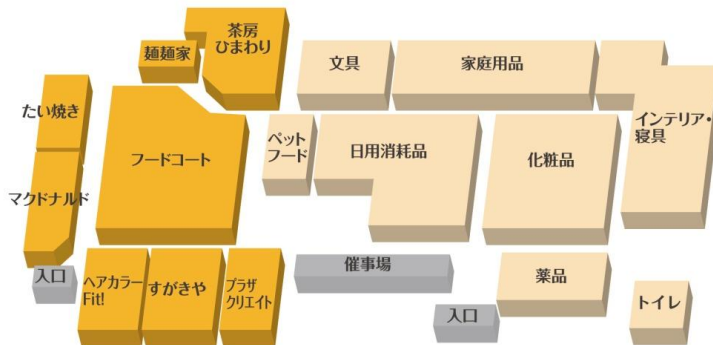 茶房
ひまわり
麺麺家
文具
家庭用品
たい焼き
フードコート
ペット
フード
日用消耗品
化粧品
インテリア・
寝具
マクドナルド
入口
ヘアカラー
Fit!
すがきや
プラザ
クリエイト
催事場
入口
薬品
トイレ